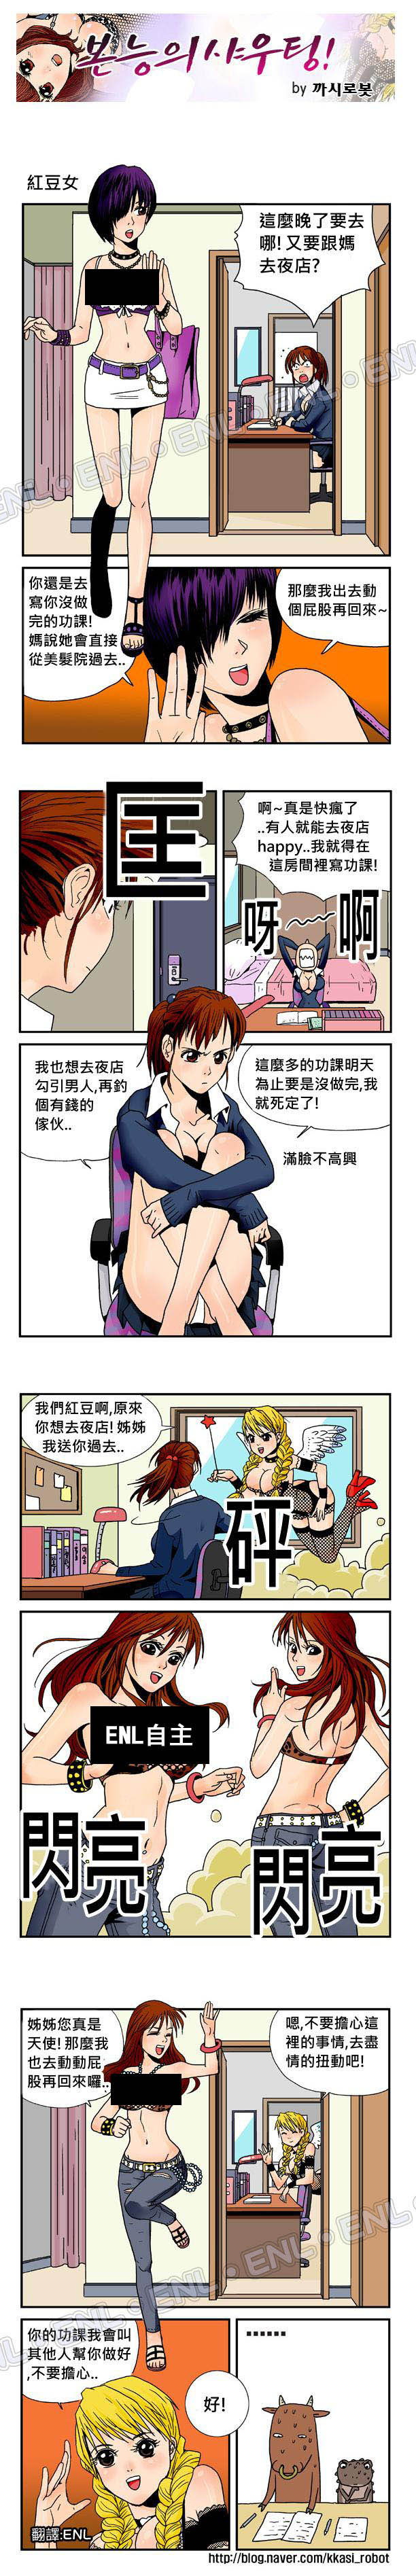 본능의 샤우팅!
by 까시로봇
紅豆女
這麼晚了要去
哪! 又要跟媽
去夜店?
ENL
你還是去
寫你沒做
完的功課!
媽說她會直接
從美髮院過去..
那麼我出去動
個屁股再回來~
匡
啊~真是快瘋了
..有人就能去夜店
happy..我就得在
這房間裡寫功課!
呀~~啊
我也想去夜店
勾引男人,再釣
個有錢的
傢伙..
這麼多的功課明天
為止要是沒做完,我
就死定了!
滿臉不高興
我們紅豆啊,原來
你想去夜店! 姊姊
我送你過去..
砰
ENL自主
閃亮
閃亮
姊姊您真是
天使! 那麼我
也去動動屁
股再回來囉..
嗯,不要擔心這
裡的事情,去盡
情的扭動吧!
ENL
你的功課我會叫
其他人幫你做好
,不要擔心..
好!
......
翻譯:ENL
http://blog.naver.com/kkasi_robot